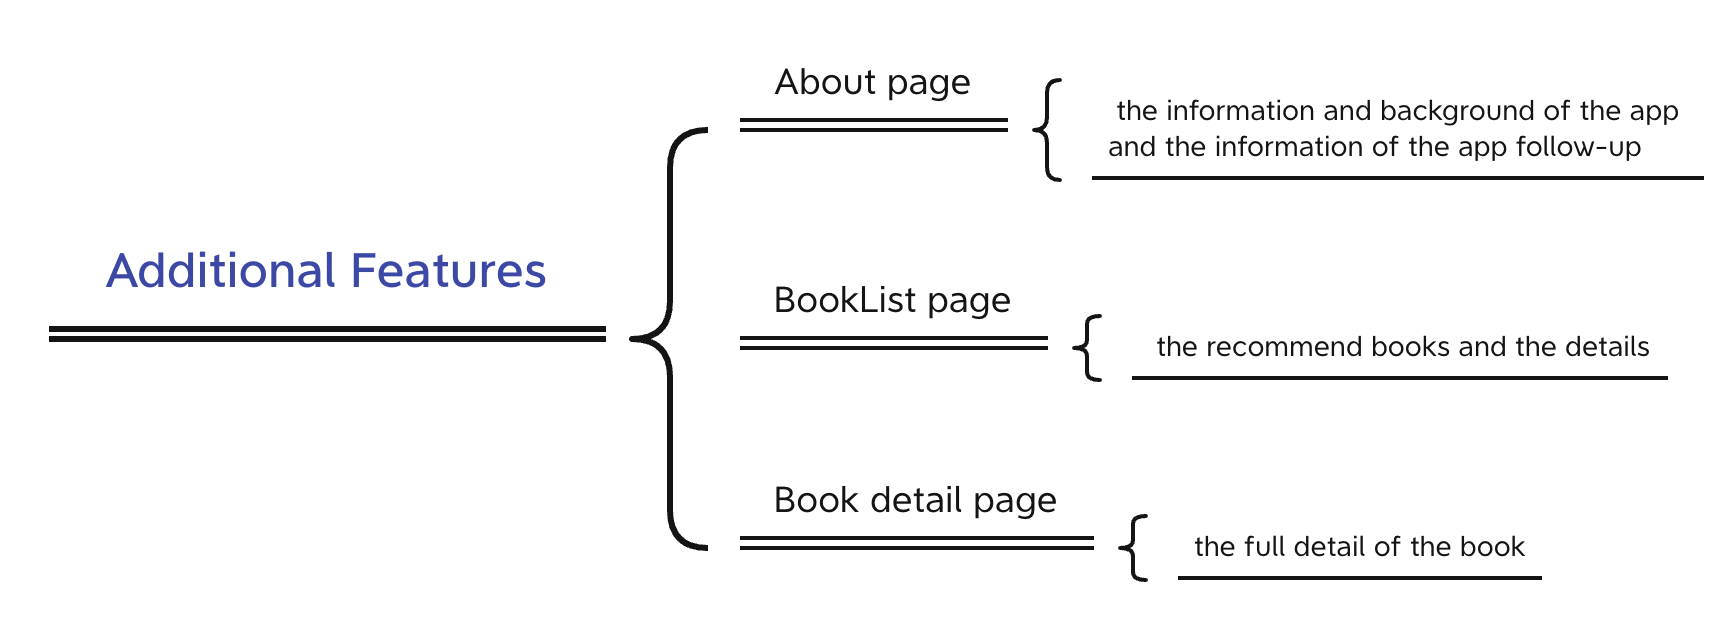 About page
the information and background of the app
and the information of the app follow-up
Additional Features
BookList page
the recommend books and the details
Book detail page
the full detail of the book